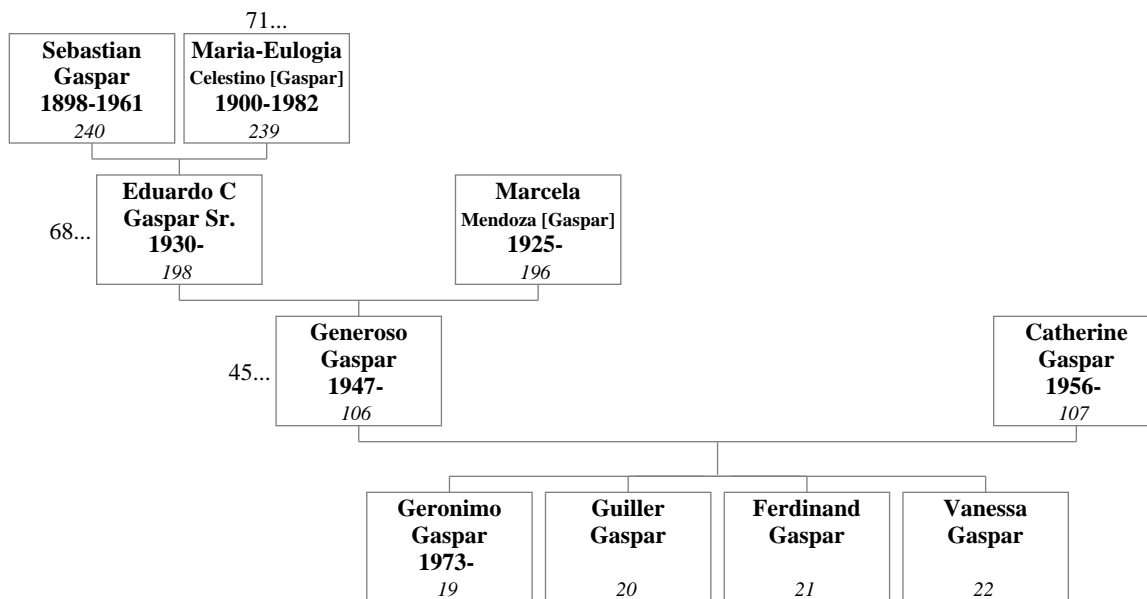 71...
Sebastian
Gaspar
1898-1961
240
Maria-Eulogia
Celestino [Gaspar]
1900-1982
239
68...
Eduardo C
Gaspar Sr.
1930-
198
Marcela
Mendoza [Gaspar]
1925-
196
45...
Generoso
Gaspar
1947-
106
Catherine
Gaspar
1956-
107
Geronimo
Gaspar
1973-
19
Guiller
Gaspar
20
Ferdinand
Gaspar
21
Vanessa
Gaspar
22